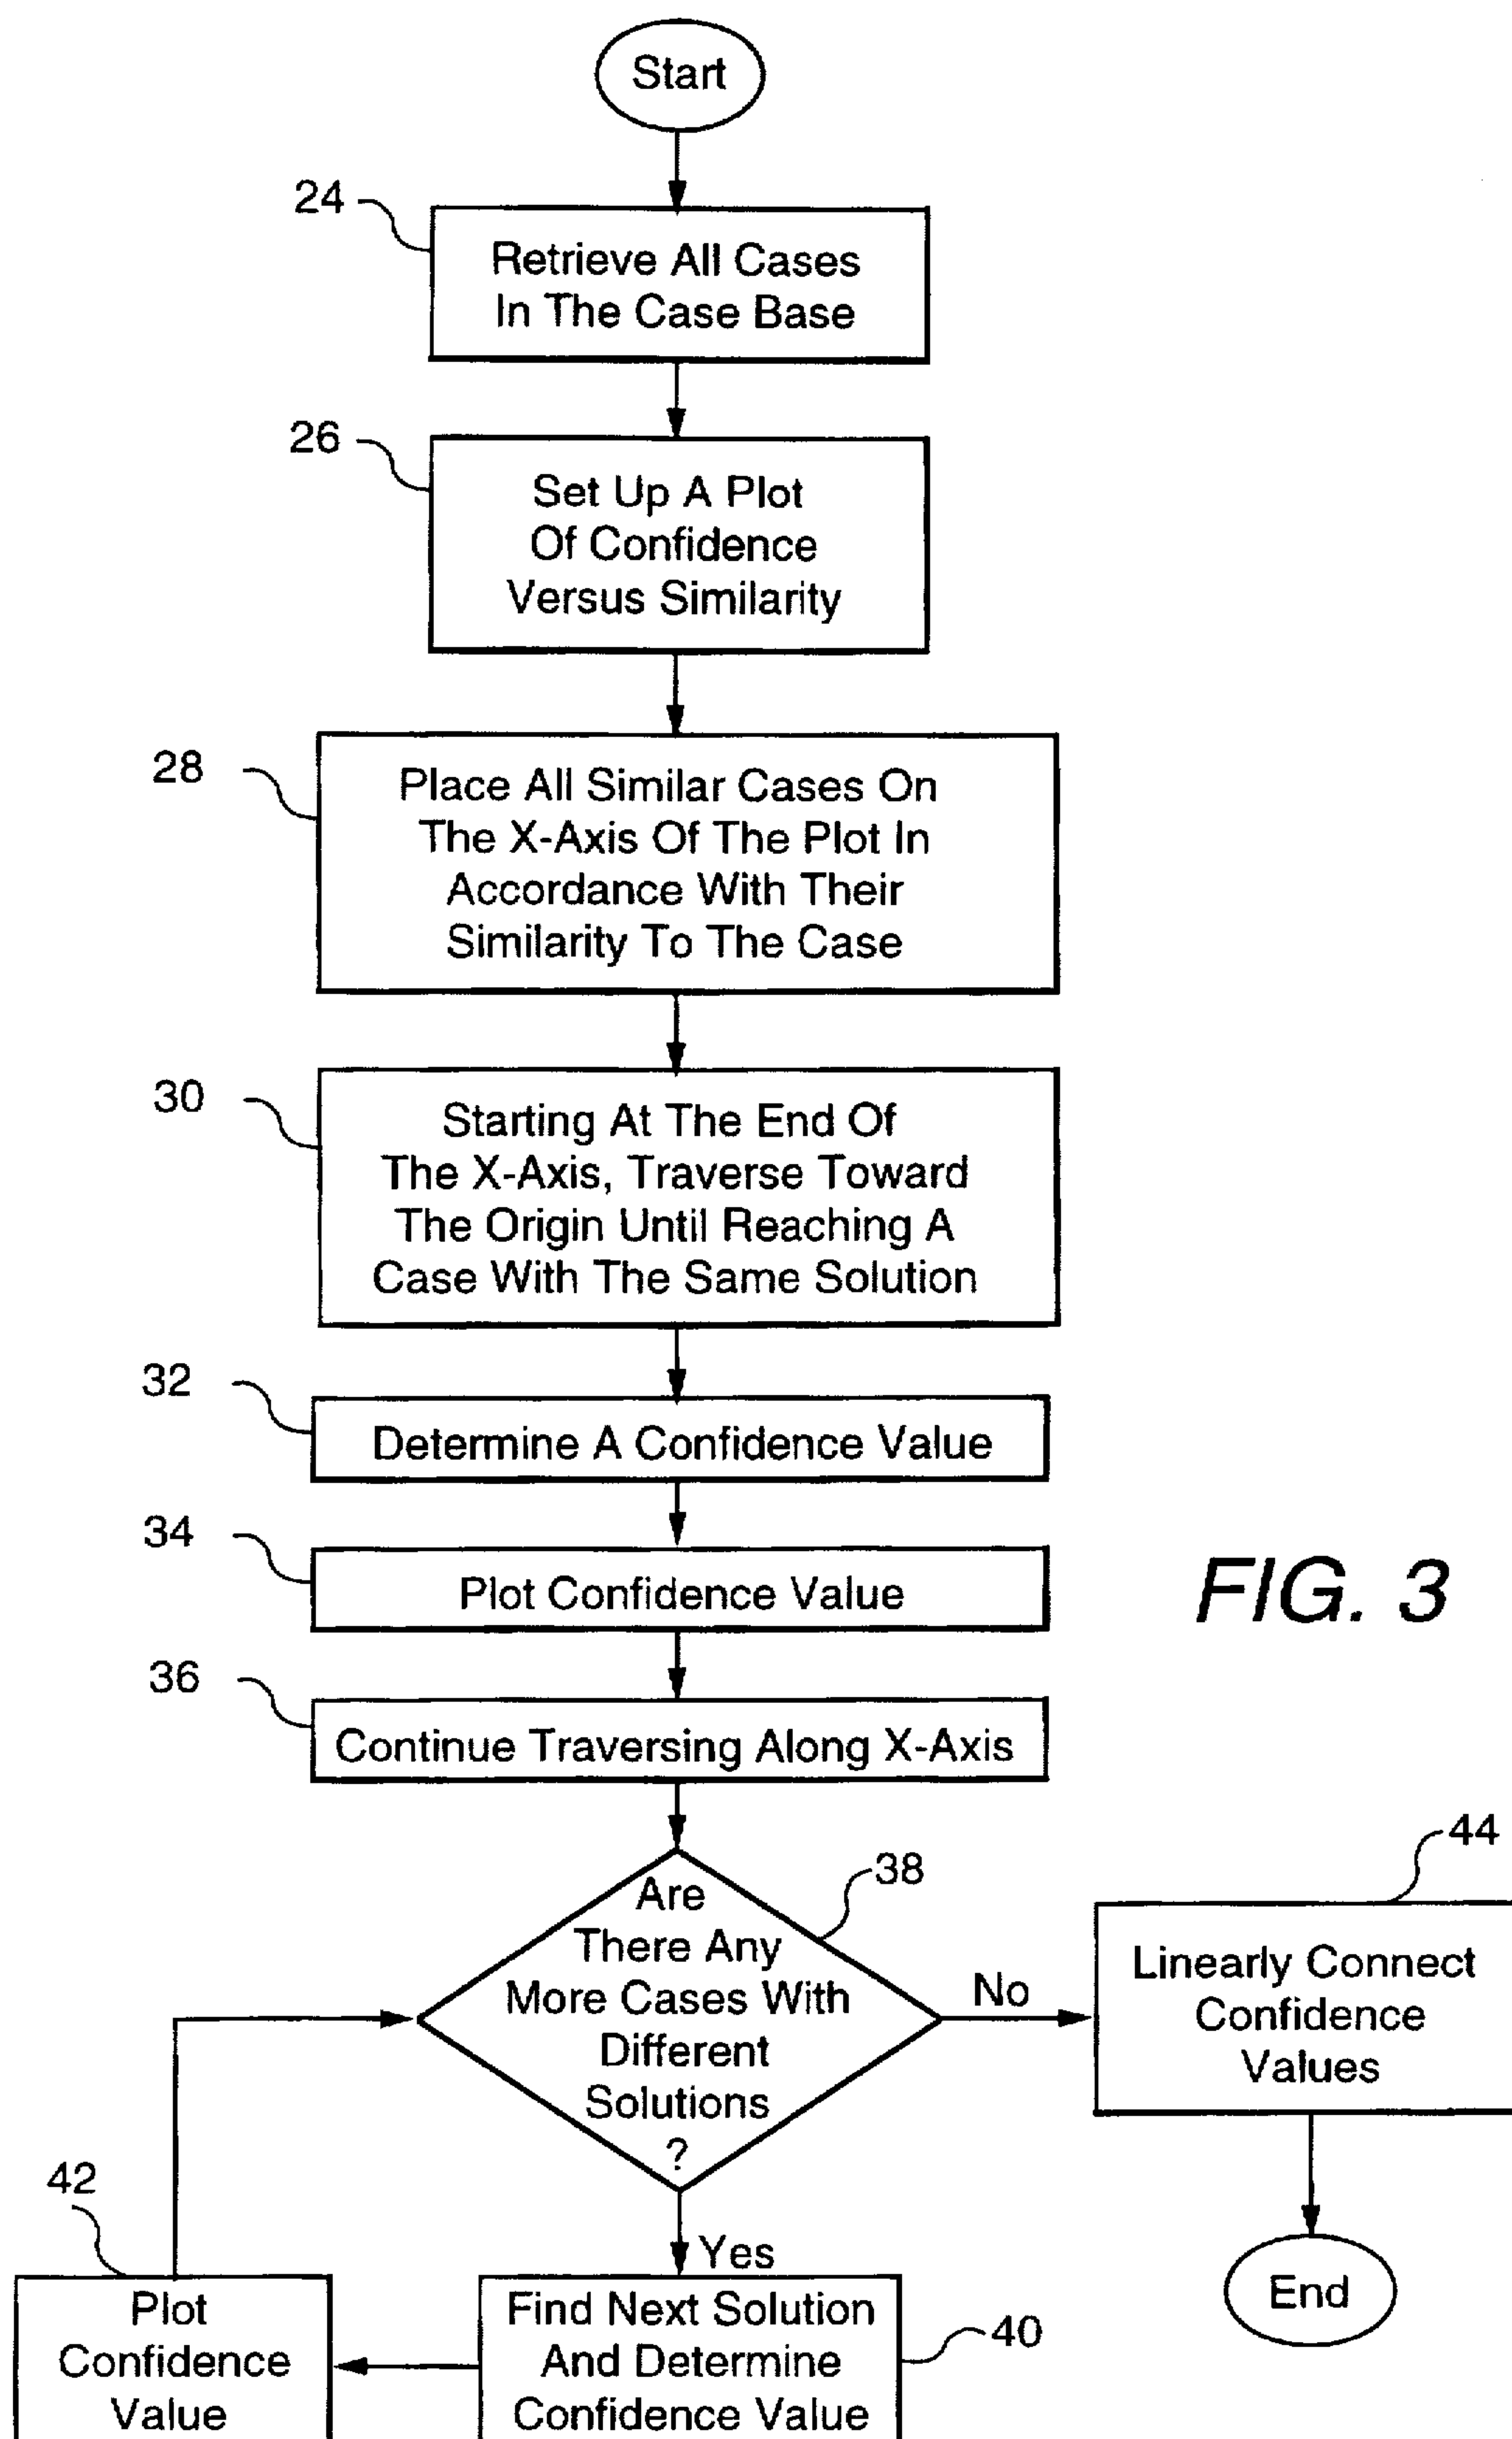 Start
24
Retrieve All Cases
In The Case Base
26
Set Up A Plot
Of Confidence
Versus Similarity
28
Place All Similar Cases On
The X-Axis Of The Plot In
Accordance With Their
Similarity To The Case
30
Starting At The End Of
The X-Axis, Traverse Toward
The Origin Until Reaching A
Case With The Same Solution
32
Determine A Confidence Value
34
Plot Confidence Value
FIG. 3
36
Continue Traversing Along X-Axis
38
Are
There Any
More Cases With
Different
Solutions
?
No
44
Linearly Connect
Confidence
Values
End
Yes
40
Find Next Solution
And Determine
Confidence Value
42
Plot
Confidence
Value